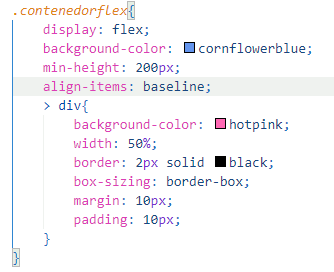 .contenedorflex{
display: flex;
background-color: cornflowerblue;
min-height: 200px;
align-items: baseline;
> div{
background-color: hotpink;
width: 50%;
border: 2px solid black;
box-sizing: border-box;
margin: 10px;
padding: 10px;
}
}